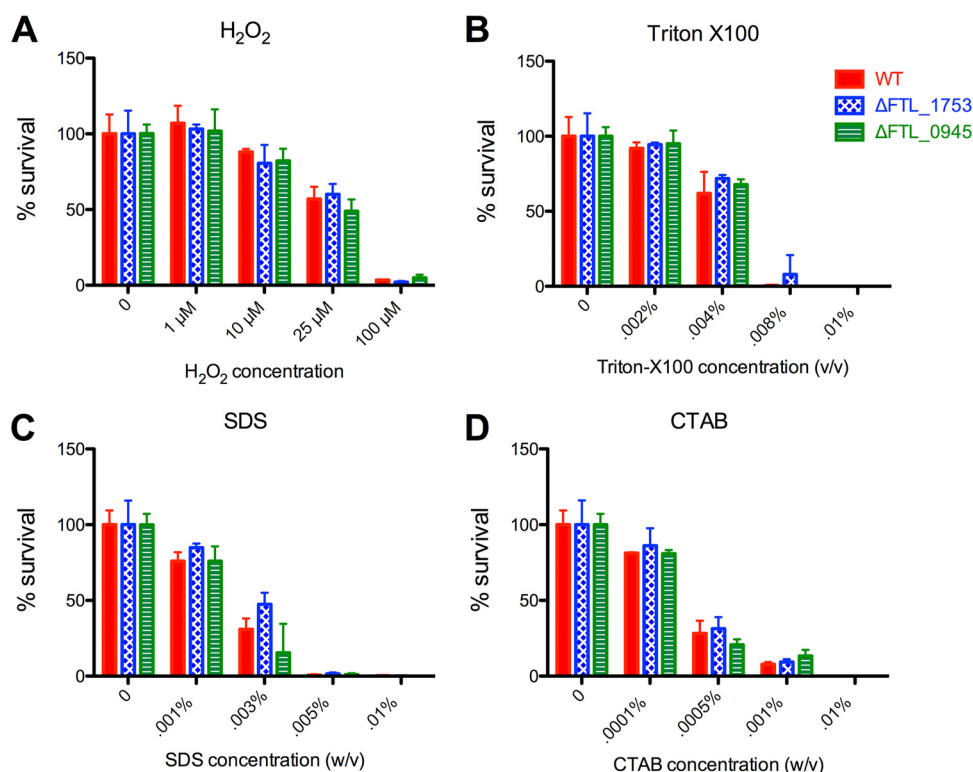 A
H₂O₂
% survival
150
100
50
0
0
1 µM
10 µM
25 µM
100 µM
H₂O₂ concentration
B
Triton X100
% survival
150
100
50
0
0
.002%
.004%
.008%
.01%
Triton-X100 concentration (v/v)
WT
ΔFTL_1753
ΔFTL_0945
C
SDS
% survival
150
100
50
0
0
.001%
.003%
.005%
.01%
SDS concentration (w/v)
D
CTAB
% survival
150
100
50
0
0
.0001%
.0005%
.001%
.01%
CTAB concentration (w/v)